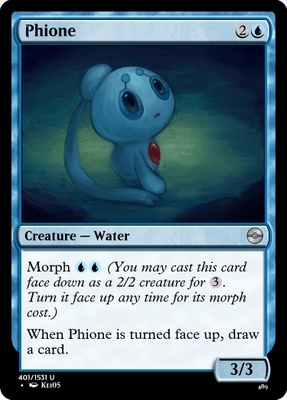 Phione 2
Creature — Water
Morph (You may cast this card
face down as a 2/2 creature for 3.
Turn it face up any time for its morph
cost.)
When Phione is turned face up, draw
a card.
3/3
401/1531 U
• Kei05